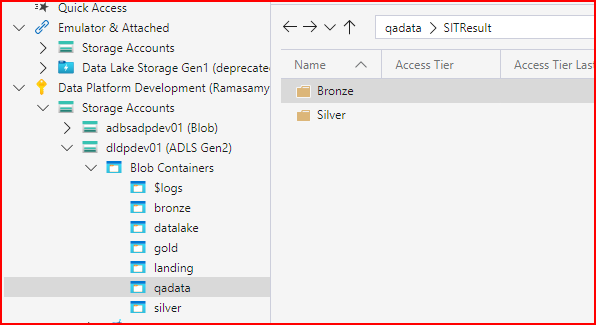 Quick Access
Emulator & Attached
Storage Accounts
Data Lake Storage Gen1 (deprecate
Data Platform Development (Ramasamy
Storage Accounts
adbsadpdev01 (Blob)
dldpdev01 (ADLS Gen2)
Blob Containers
$logs
bronze
datalake
gold
landing
qadata
silver
qadata > SITResult
Name Access Tier Access Tier Las
Bronze
Silver